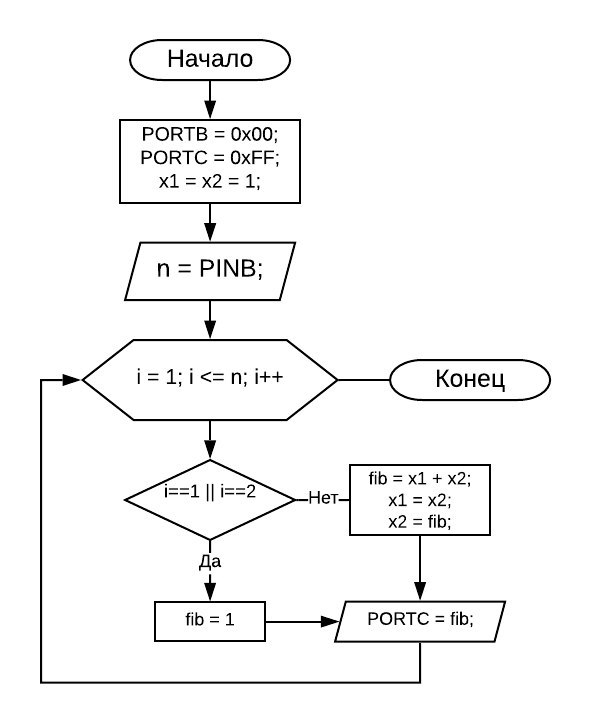 Начало
PORTB = 0x00;
PORTC = 0xFF;
x1 = x2 = 1;
n = PINB;
i = 1; i <= n; i++
Конец
i==1 || i==2
Нет
fib = x1 + x2;
x1 = x2;
x2 = fib;
Да
fib = 1
PORTC = fib;